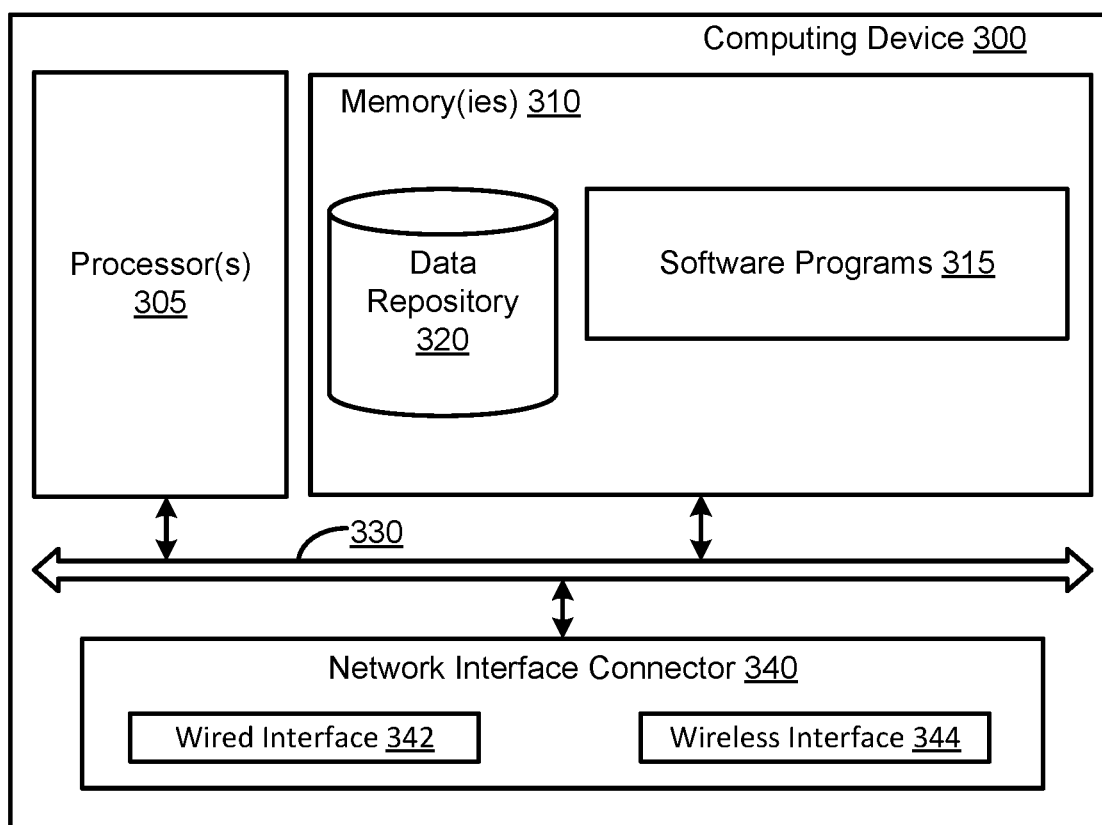 Computing Device 300
Memory(ies) 310
Processor(s)
305
Data
Repository
320
Software Programs 315
330
Network Interface Connector 340
Wired Interface 342
Wireless Interface 344